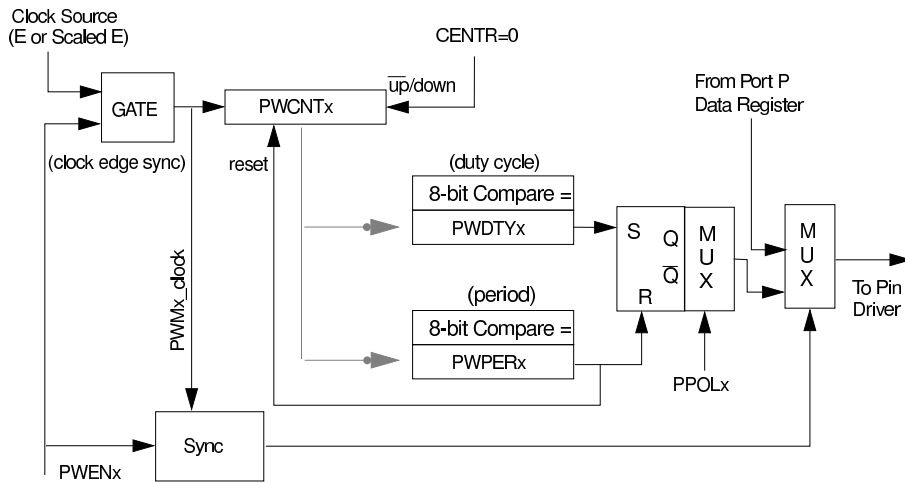 Clock Source
(E or Scaled E)
CENTR=0
From Port P
Data Register
GATE
PWCNTx
up/down
(clock edge sync)
reset
(duty cycle)
8-bit Compare =
PWDTYx
S
Q
Q
R
M
U
X
M
U
X
To Pin
Driver
PWMx_clock
(period)
8-bit Compare =
PWPERx
PPOLx
Sync
PWENx